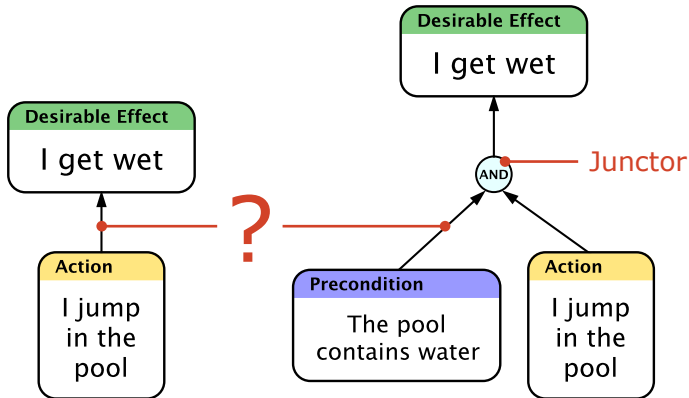 Desirable Effect
I get wet
Action
I jump
in the
pool
?
Desirable Effect
I get wet
AND
Junctor
Precondition
The pool
contains water
Action
I jump
in the
pool